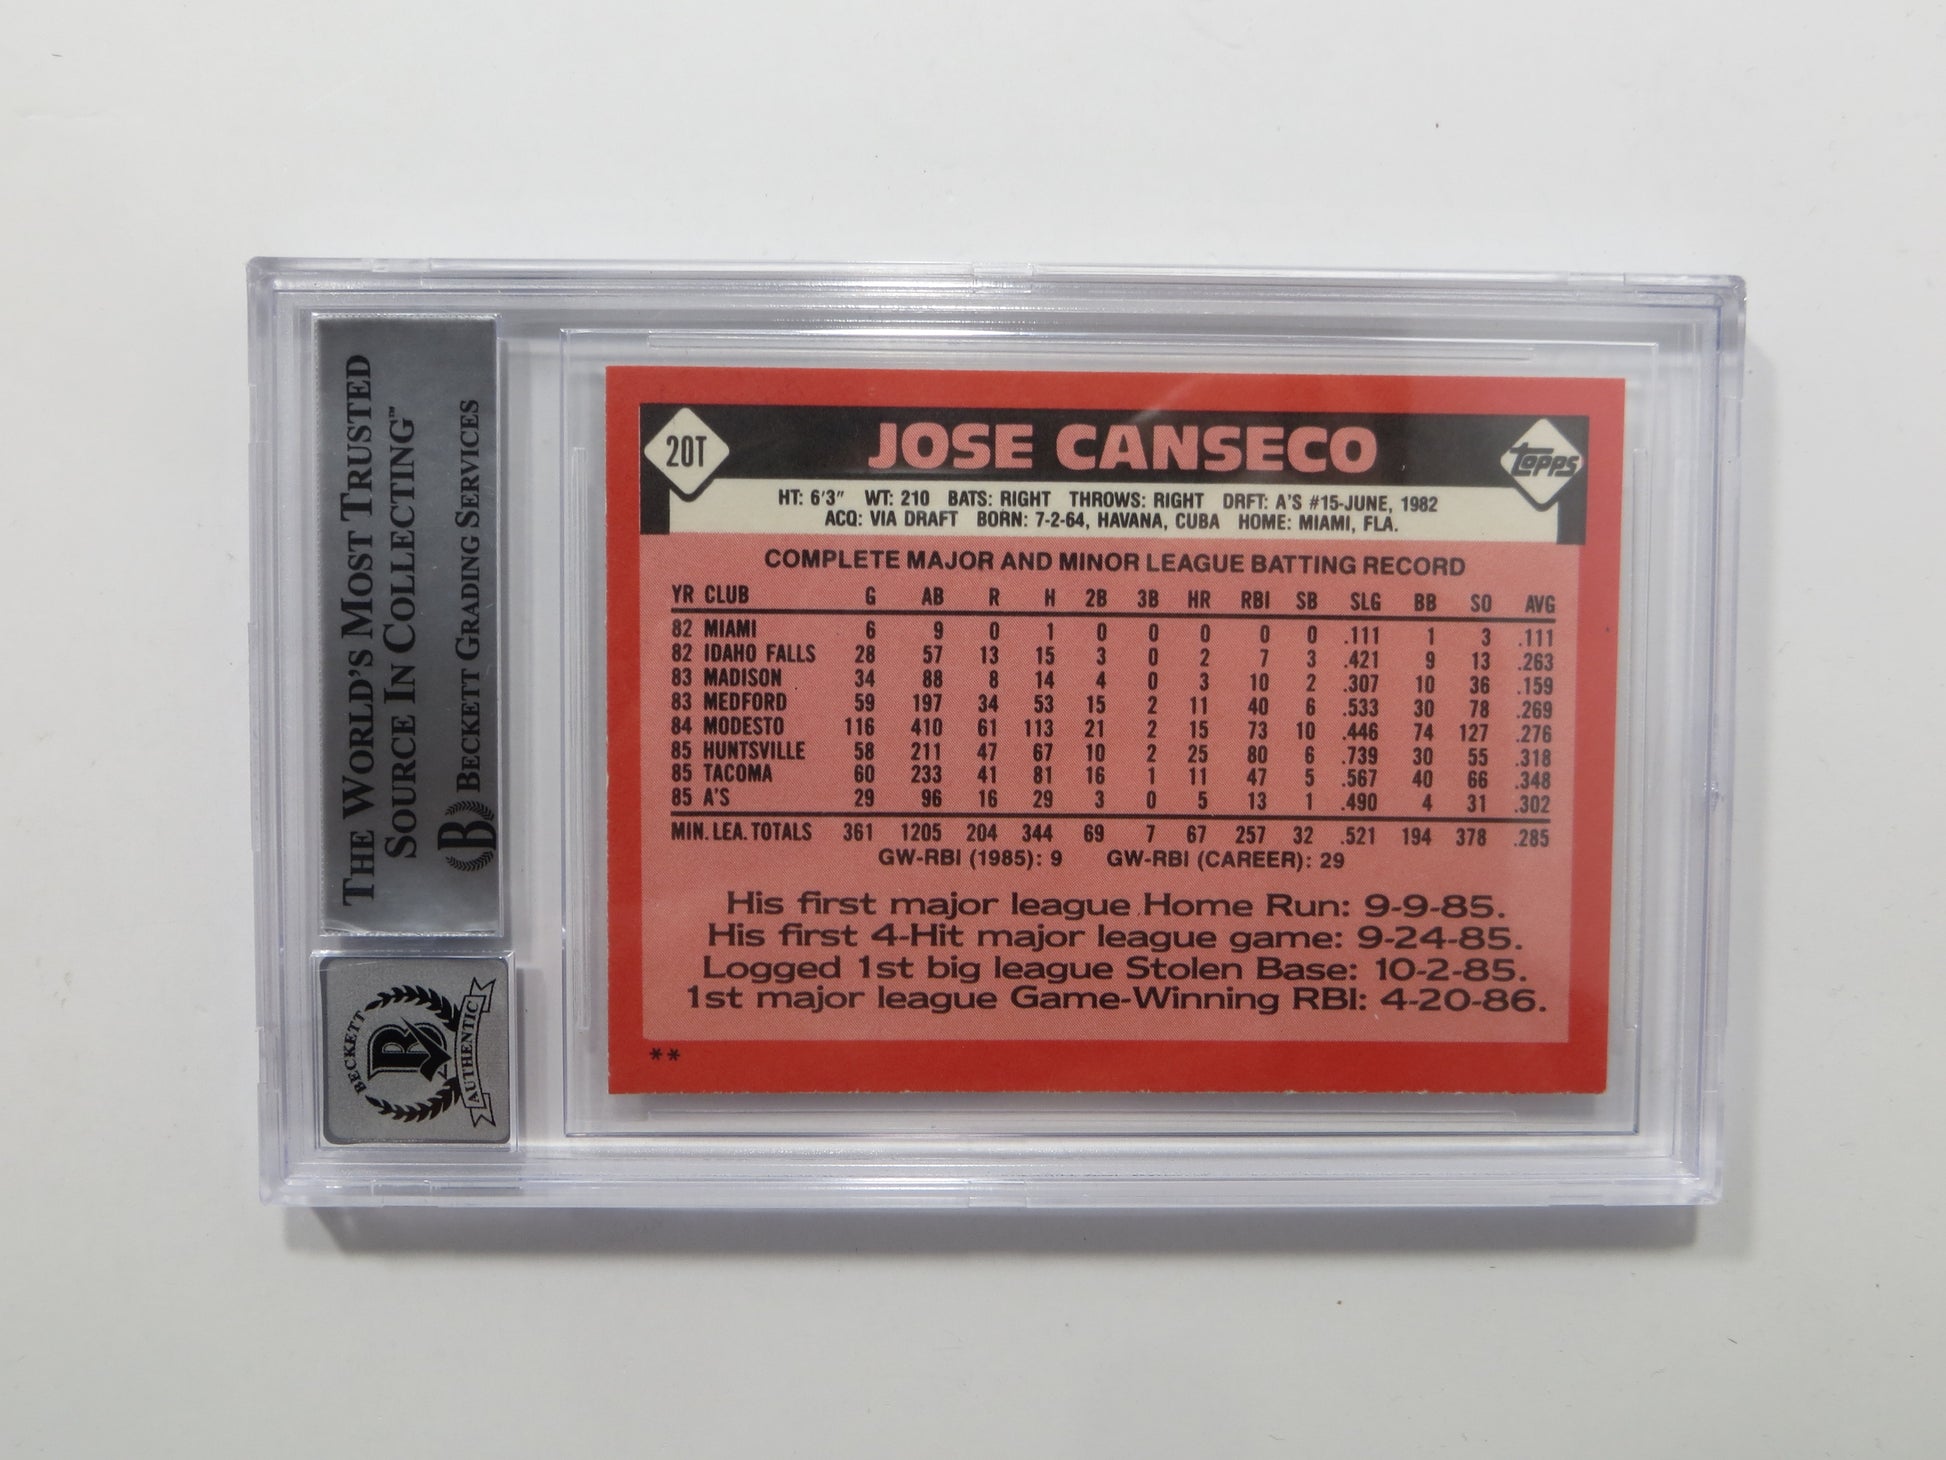 THE WORLD'S MOST TRUSTED
SOURCE IN COLLECTING™
B BECKETT GRADING SERVICES
BECKETT
B
AUTHENTIC
20T
JOSE CANSECO
topps
HT: 6'3" WT: 210 BATS: RIGHT THROWS: RIGHT DRFT: A'S #15-JUNE, 1982
ACQ: VIA DRAFT BORN: 7-2-64, HAVANA, CUBA HOME: MIAMI, FLA.
COMPLETE MAJOR AND MINOR LEAGUE BATTING RECORD
YR CLUB G AB R H 2B 3B HR RBI SB SLG BB SO AVG
82 MIAMI 6 9 0 1 0 0 0 0 0 .111 1 3 .111
82 IDAHO FALLS 28 57 13 15 3 0 2 7 3 .421 9 13 .263
83 MADISON 34 88 8 14 4 0 3 10 2 .307 10 36 .159
83 MEDFORD 59 197 34 53 15 2 11 40 6 .533 30 78 .269
84 MODESTO 116 410 61 113 21 2 15 73 10 .446 74 127 .276
85 HUNTSVILLE 58 211 47 67 10 2 25 80 6 .739 30 55 .318
85 TACOMA 60 233 41 81 16 1 11 47 5 .567 40 66 .348
85 A'S 29 96 16 29 3 0 5 13 1 .490 4 31 .302
MIN. LEA. TOTALS 361 1205 204 344 69 7 67 257 32 .521 194 378 .285
GW-RBI (1985): 9 GW-RBI (CAREER): 29
His first major league Home Run: 9-9-85.
His first 4-Hit major league game: 9-24-85.
Logged 1st big league Stolen Base: 10-2-85.
1st major league Game-Winning RBI: 4-20-86.
**